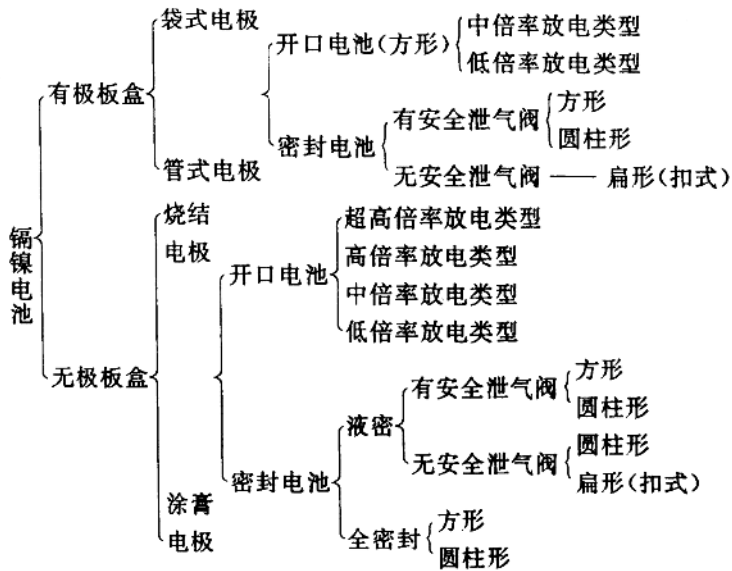 袋式电极
开口电池(方形)
中倍率放电类型
低倍率放电类型
有极板盒
密封电池
有安全泄气阀
方形
圆柱形
无安全泄气阀 —— 扁形(扣式)
管式电极
镉镍电池
烧结
电极
开口电池
超高倍率放电类型
高倍率放电类型
中倍率放电类型
低倍率放电类型
无极板盒
密封电池
液密
有安全泄气阀
方形
圆柱形
无安全泄气阀
圆柱形
扁形(扣式)
全密封
方形
圆柱形
涂膏
电极